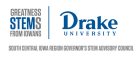 GREATNESS
STEMS
FROM IOWANS
Drake
UNIVERSITY
SOUTH CENTRAL IOWA REGION GOVERNOR'S STEM ADVISORY COUNCIL